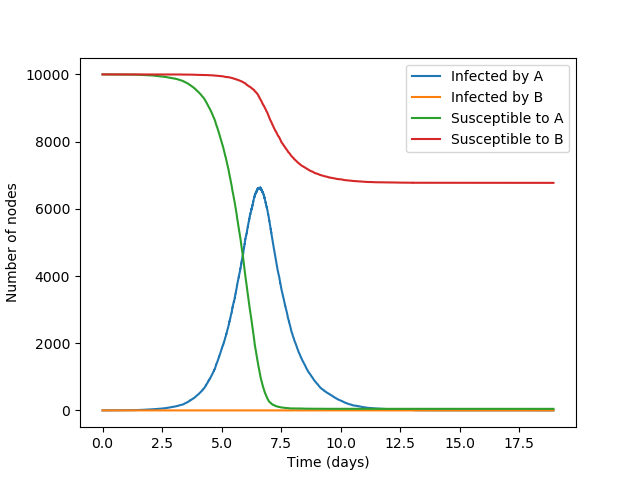 10000
8000
6000
4000
2000
0
Number of nodes
0.0 2.5 5.0 7.5 10.0 12.5 15.0 17.5
Time (days)
Infected by A
Infected by B
Susceptible to A
Susceptible to B